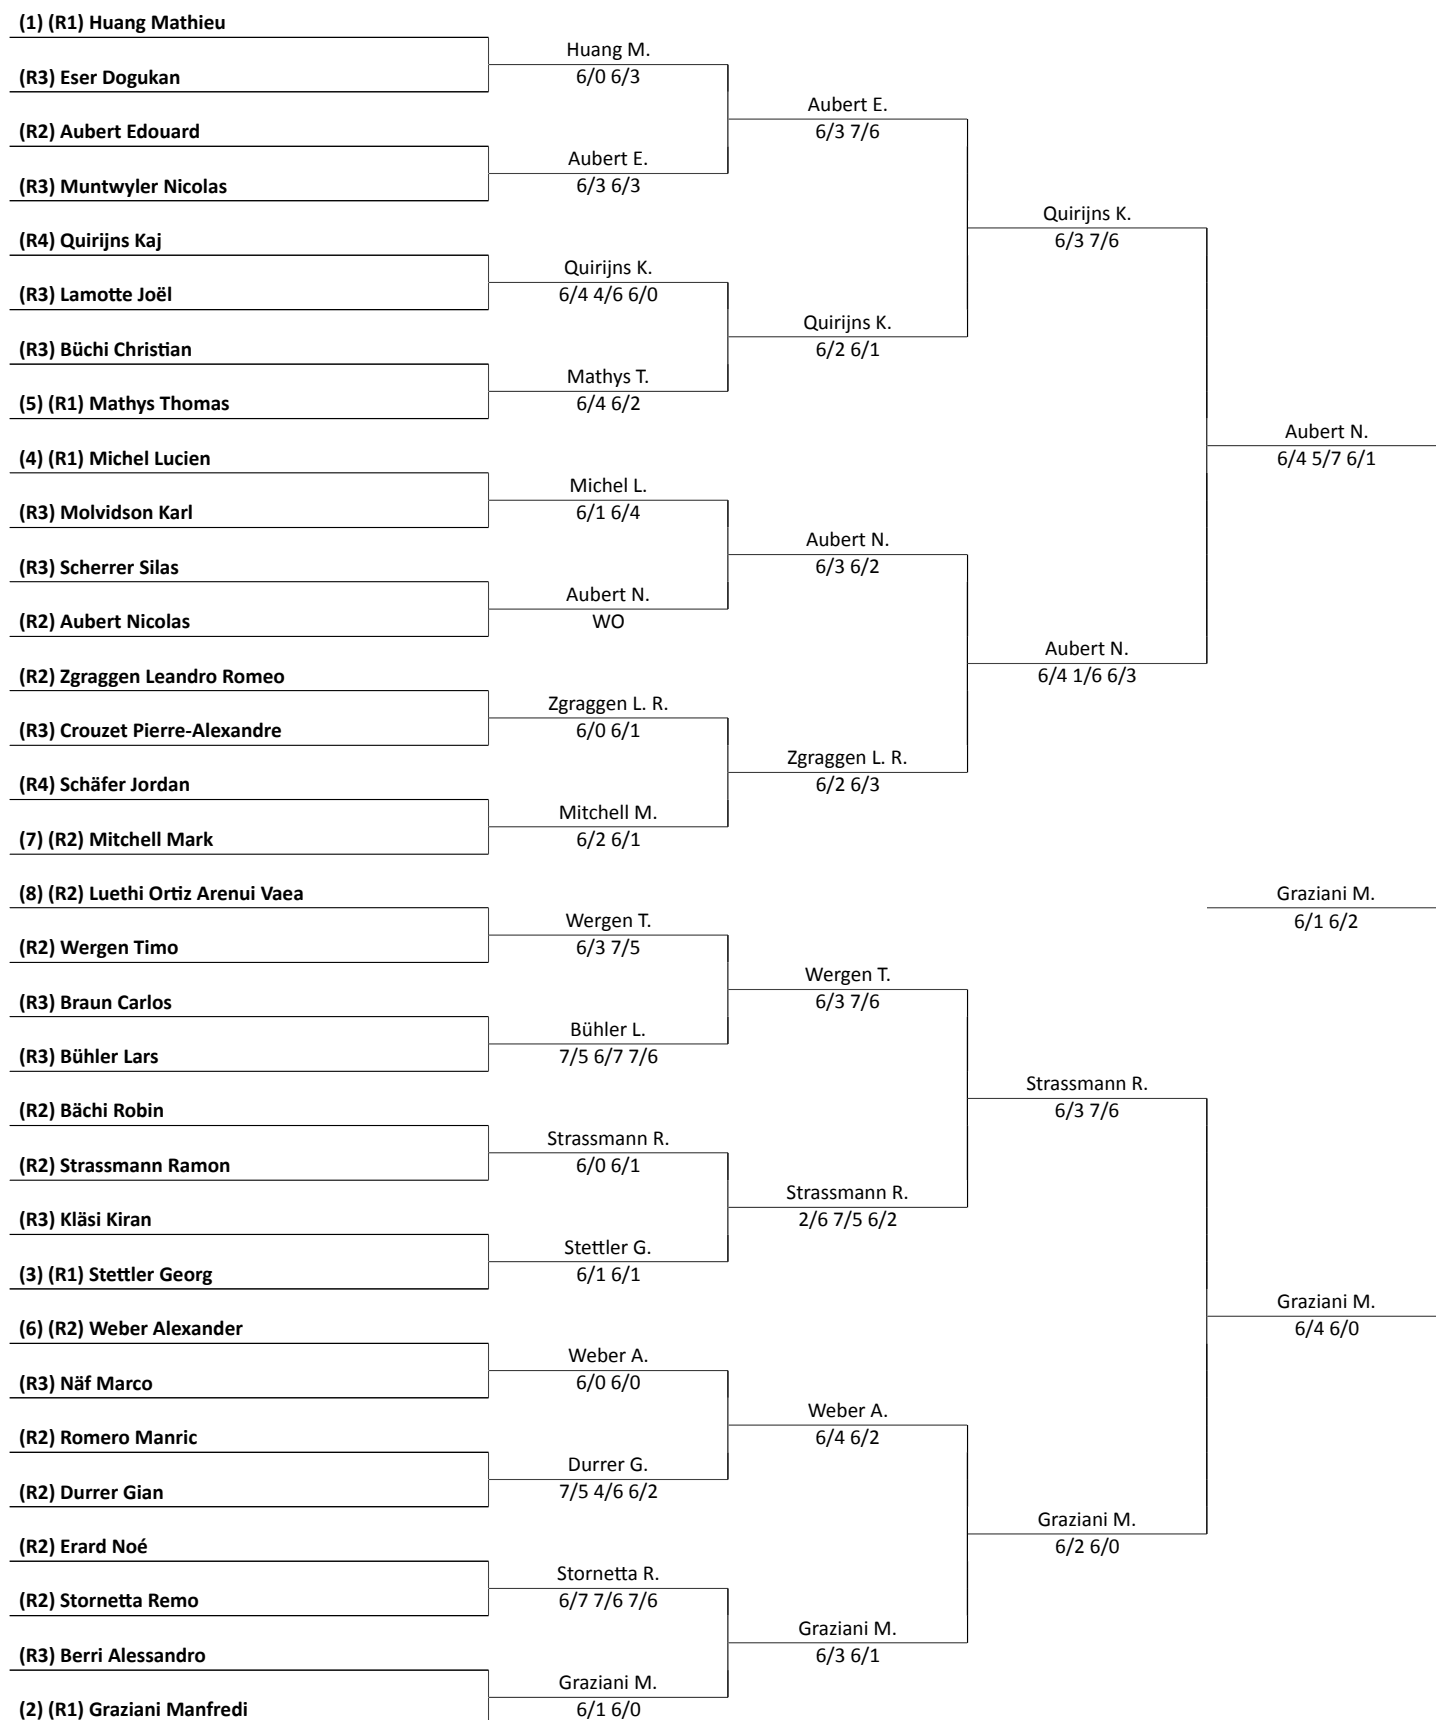 (1) (R1) Huang Mathieu
(R3) Eser Dogukan
(R2) Aubert Edouard
(R3) Muntwyler Nicolas
(R4) Quirijns Kaj
(R3) Lamotte Joël
(R3) Büchi Christian
(5) (R1) Mathys Thomas
(4) (R1) Michel Lucien
(R3) Molvidson Karl
(R3) Scherrer Silas
(R2) Aubert Nicolas
(R2) Zgraggen Leandro Romeo
(R3) Crouzet Pierre-Alexandre
(R4) Schäfer Jordan
(7) (R2) Mitchell Mark
(8) (R2) Luethi Ortiz Arenui Vaea
(R2) Wergen Timo
(R3) Braun Carlos
(R3) Bühler Lars
(R2) Bächi Robin
(R2) Strassmann Ramon
(R3) Kläsi Kiran
(3) (R1) Stettler Georg
(6) (R2) Weber Alexander
(R3) Näf Marco
(R2) Romero Manric
(R2) Durrer Gian
(R2) Erard Noé
(R2) Stornetta Remo
(R3) Berri Alessandro
(2) (R1) Graziani Manfredi
Huang M.
6/0 6/3
Aubert E.
6/3 6/3
Quirijns K.
6/4 4/6 6/0
Mathys T.
6/4 6/2
Michel L.
6/1 6/4
Aubert N.
WO
Zgraggen L. R.
6/0 6/1
Mitchell M.
6/2 6/1
Wergen T.
6/3 7/5
Bühler L.
7/5 6/7 7/6
Strassmann R.
6/0 6/1
Stettler G.
6/1 6/1
Weber A.
6/0 6/0
Durrer G.
7/5 4/6 6/2
Stornetta R.
6/7 7/6 7/6
Graziani M.
6/1 6/0
Aubert E.
6/3 7/6
Quirijns K.
6/2 6/1
Aubert N.
6/3 6/2
Zgraggen L. R.
6/2 6/3
Wergen T.
6/3 7/6
Strassmann R.
2/6 7/5 6/2
Weber A.
6/4 6/2
Graziani M.
6/3 6/1
Quirijns K.
6/3 7/6
Aubert N.
6/4 1/6 6/3
Strassmann R.
6/3 7/6
Graziani M.
6/2 6/0
Aubert N.
6/4 5/7 6/1
Graziani M.
6/1 6/2
Graziani M.
6/4 6/0